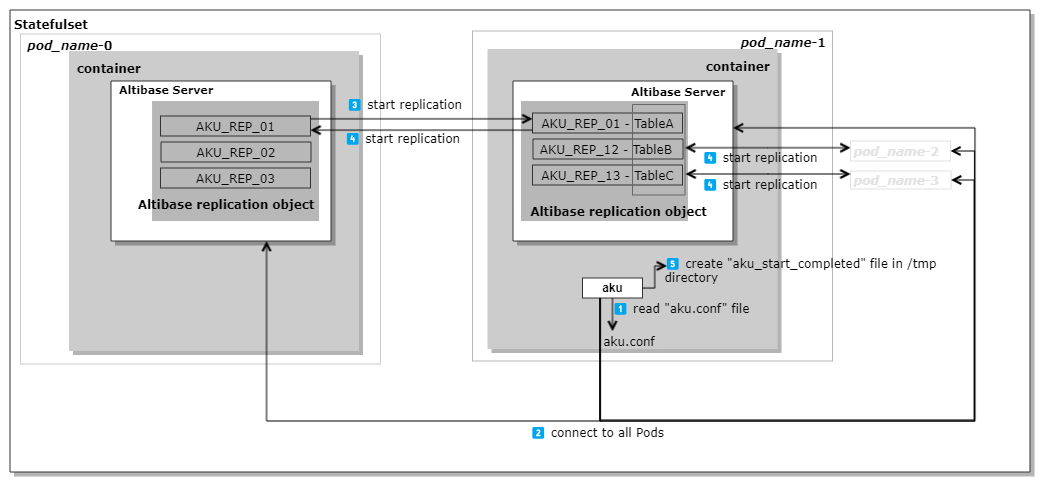 Statefulset
pod_name-0
container
Altibase Server
AKU_REP_01
AKU_REP_02
AKU_REP_03
Altibase replication object
3 start replication
4 start replication
pod_name-1
container
Altibase Server
AKU_REP_01 - TableA
AKU_REP_12 - TableB
AKU_REP_13 - TableC
Altibase replication object
4 start replication
4 start replication
pod_name-2
pod_name-3
5 create "aku_start_completed" file in /tmp
directory
aku
1 read "aku.conf" file
aku.conf
2 connect to all Pods